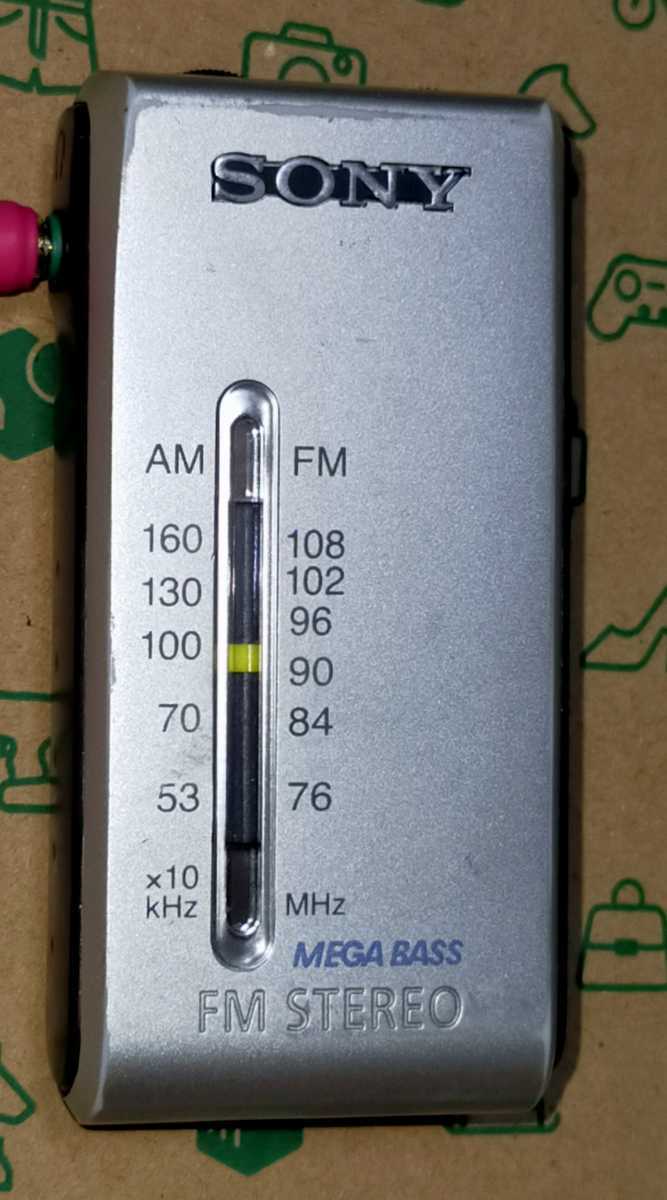 SONY
AM FM
160 108
130 102
100 96
70 90
53 84
76
×10
kHz MHz
MEGA BASS
FM STEREO